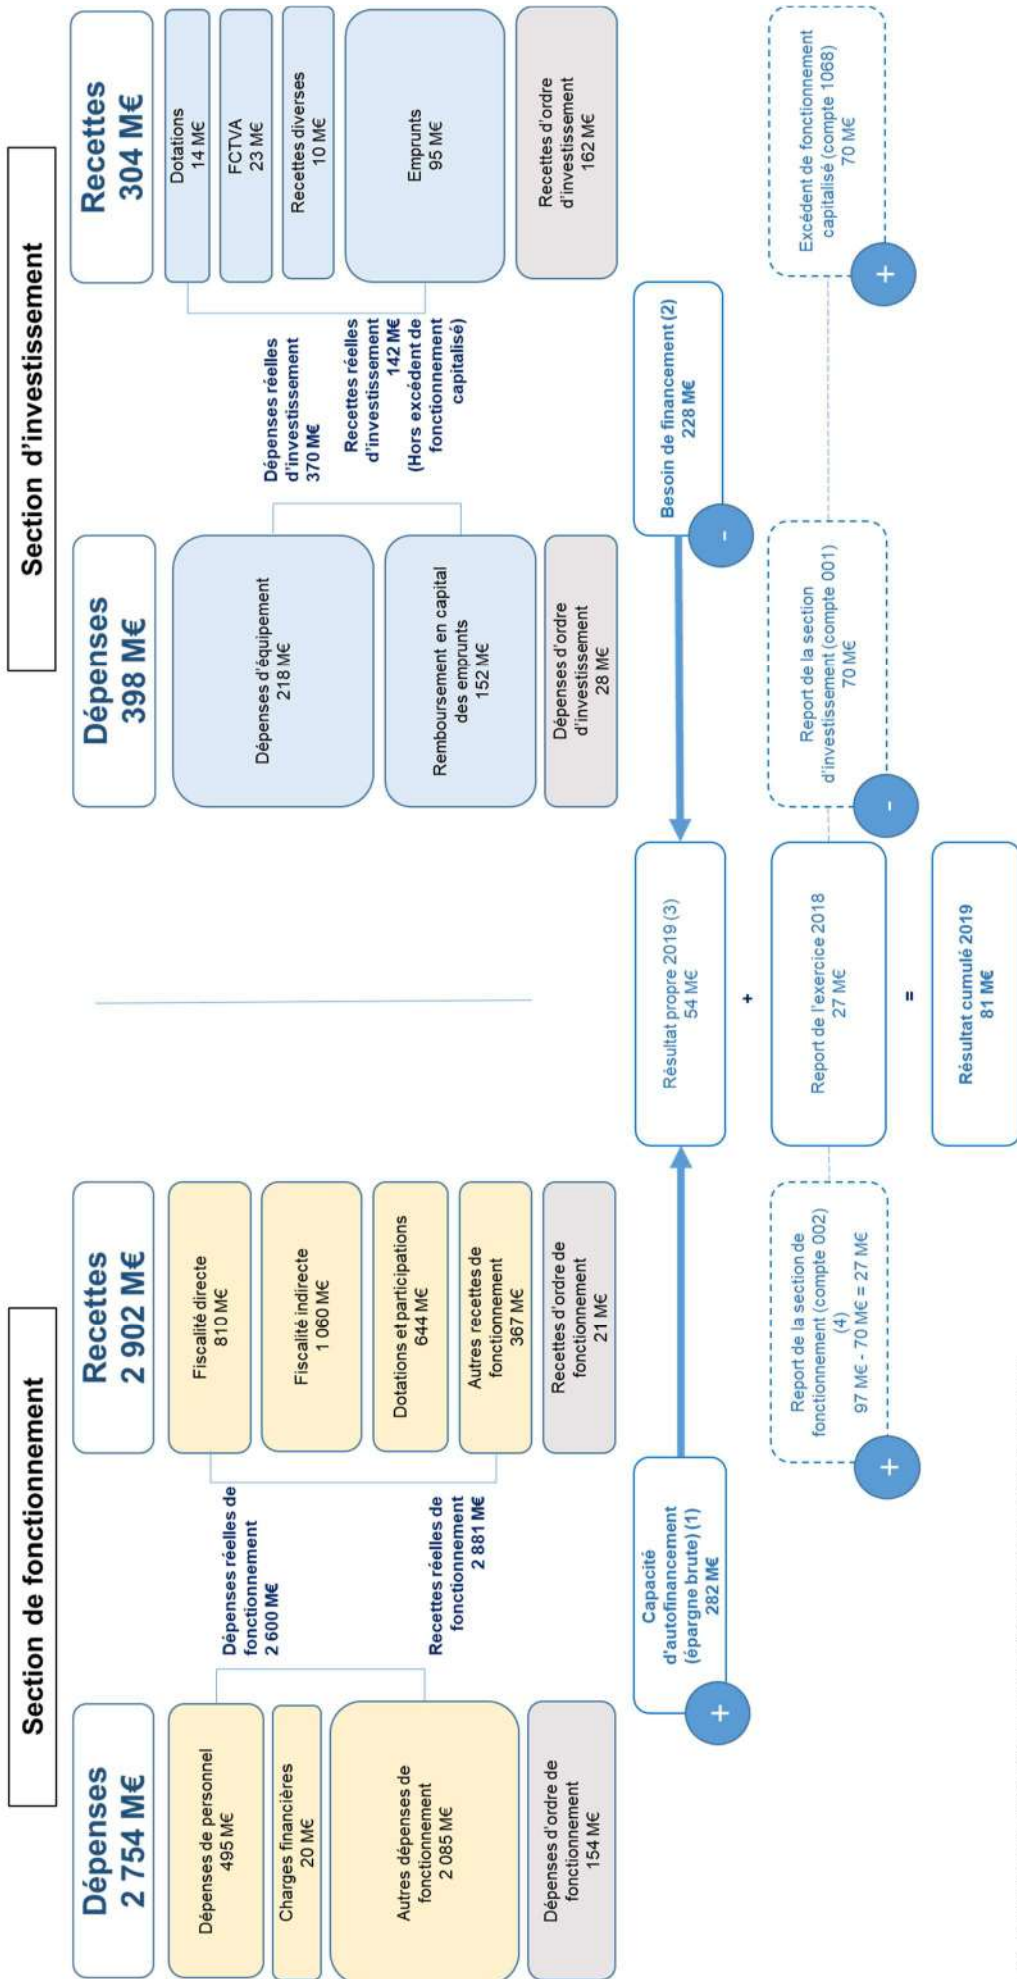 Section de fonctionnement
Dépenses
2 754 M€
Dépenses de personnel
495 M€
Charges financières
20 M€
Autres dépenses de
fonctionnement
2 085 M€
Dépenses d'ordre de
fonctionnement
154 M€
Dépenses réelles de
fonctionnement
2 600 M€
Recettes réelles de
fonctionnement
2 881 M€
Recettes
2 902 M€
Fiscalité directe
810 M€
Fiscalité indirecte
1 060 M€
Dotations et participations
644 M€
Autres recettes de
fonctionnement
367 M€
Recettes d'ordre de
fonctionnement
21 M€
Section d'investissement
Dépenses
398 M€
Dépenses d'équipement
218 M€
Remboursement en capital
des emprunts
152 M€
Dépenses d'ordre
d'investissement
28 M€
Dépenses réelles
d'investissement
370 M€
Recettes réelles
d'investissement
142 M€
(Hors excédent de
fonctionnement
capitalisé)
Recettes
304 M€
Dotations
14 M€
FCTVA
23 M€
Recettes diverses
10 M€
Emprunts
95 M€
Recettes d'ordre
d'investissement
162 M€
+
Capacité
d'autofinancement
(épargne brute) (1)
282 M€
Résultat propre 2019 (3)
54 M€
-
Besoin de financement (2)
228 M€
+
+
Report de la section de
fonctionnement (compte 002)
(4)
97 M€ - 70 M€ = 27 M€
Report de l'exercice 2018
27 M€
-
Report de la section
d'investissement (compte 001)
70 M€
+
Excédent de fonctionnement
capitalisé (compte 1068)
70 M€
=
Résultat cumulé 2019
81 M€